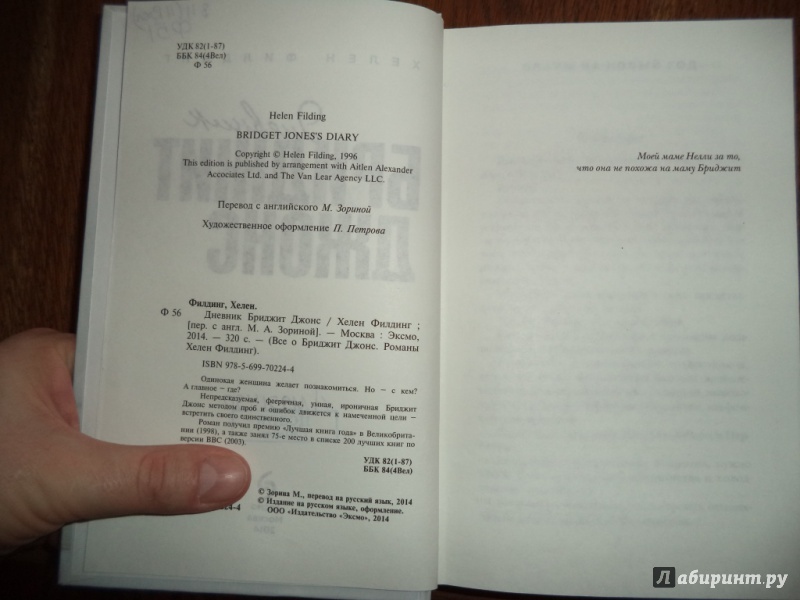 УДК 82(1-87)
ББК 84(4Вел)
Ф 56
Helen Filding
BRIDGET JONES'S DIARY
Copyright © Helen Filding, 1996
This edition is published by arrangement with Aitlen Alexander
Accociates Ltd. and The Van Lear Agency LLC.
Перевод с английского М. Зориной
Художественное оформление П. Петрова
Филдинг, Хелен.
Ф 56 Дневник Бриджит Джонс / Хелен Филдинг ;
[пер. с англ. М. А. Зориной]. — Москва : Эксмо,
2014. — 320 с. — (Все о Бриджит Джонс. Романы
Хелен Филдинг).
ISBN 978-5-699-70224-4
Одинокая женщина желает познакомиться. Но — с кем?
А главное — где?
Непредсказуемая, фееричная, умная, ироничная Бриджит
Джонс методом проб и ошибок движется к намеченной цели —
встретить своего единственного.
Роман получил премию «Лучшая книга года» в Великобрита-
нии (1998), а также занял 75-е место в списке 200 лучших книг по
версии BBC (2003).
УДК 82(1-87)
ББК 84(4Вел)
© Зорина М., перевод на русский язык, 2014
© Издание на русском языке, оформление.
ООО «Издательство «Эксмо», 2014
24-4
Моей маме Нелли за то,
что она не похожа на маму Бриджит
Лабиринт.ру